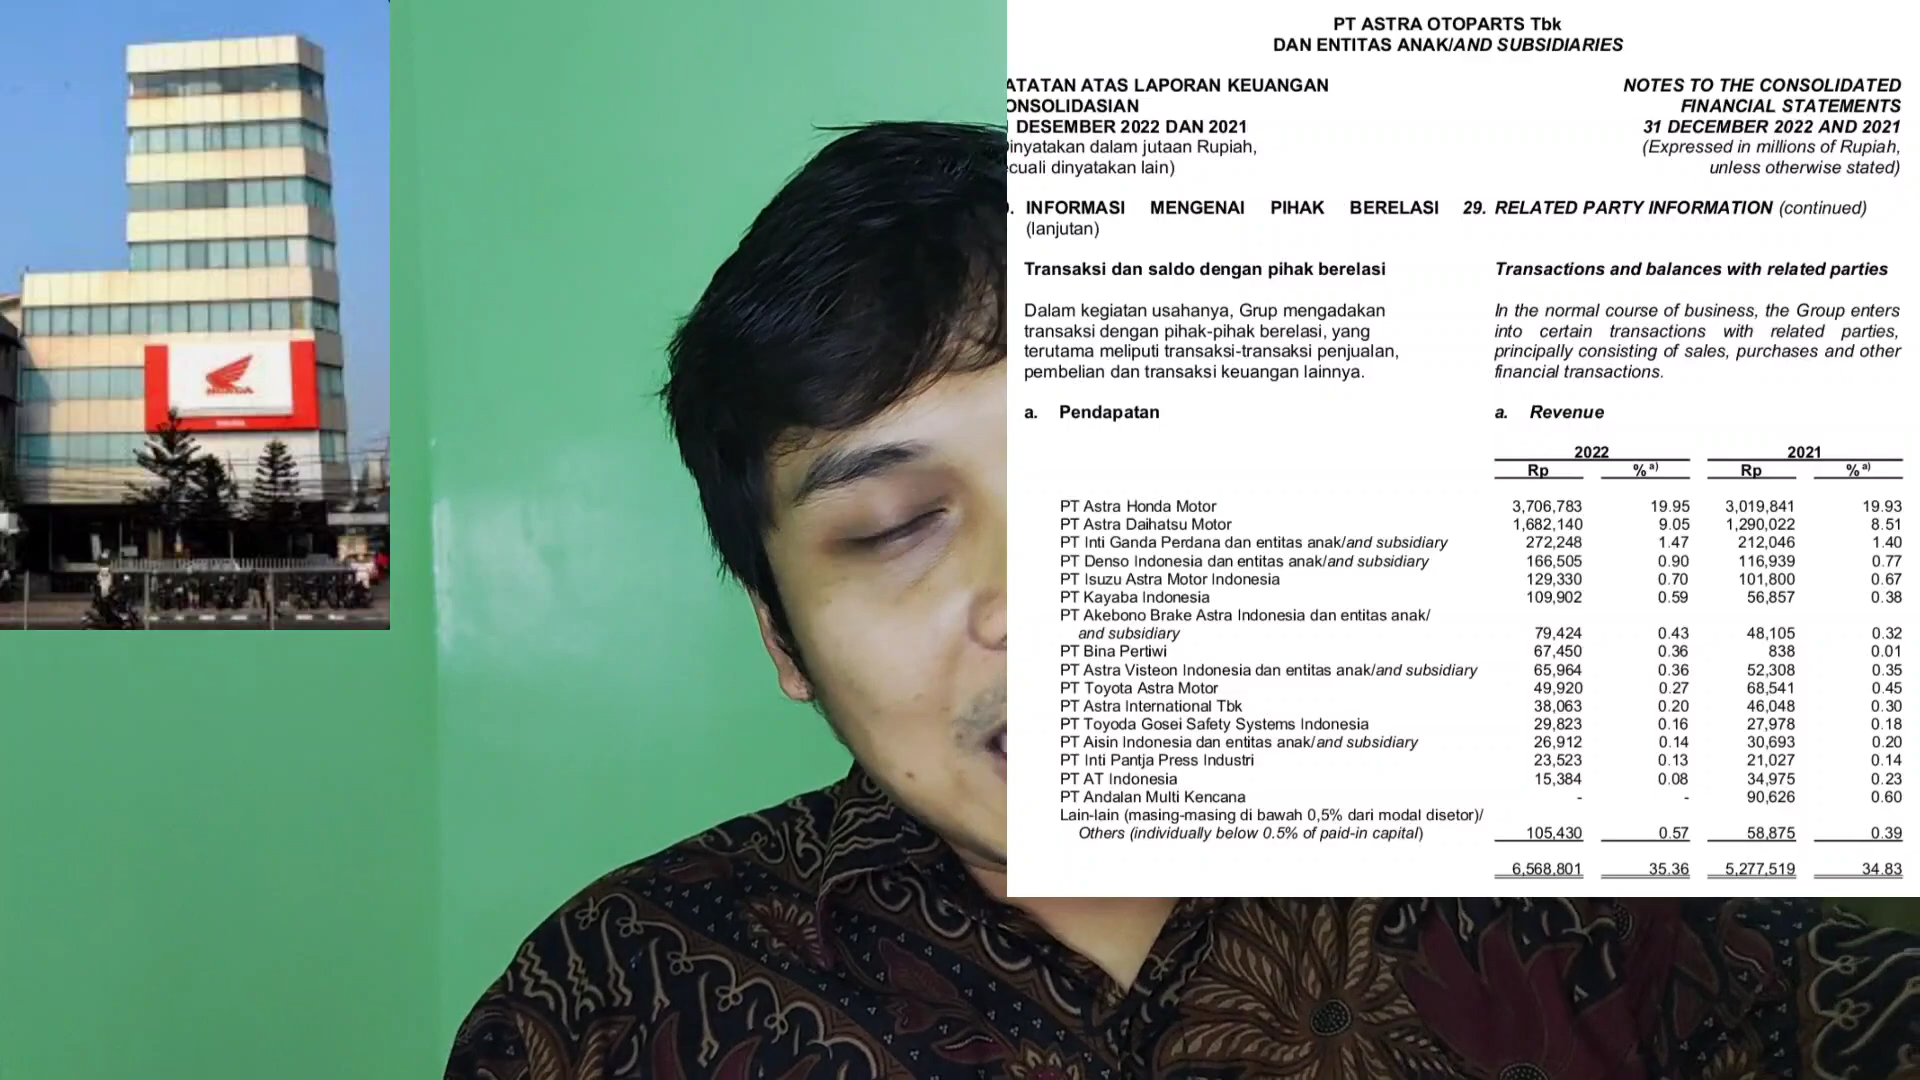 HONDA
PT ASTRA OTOPARTS Tbk
DAN ENTITAS ANAK/AND SUBSIDIARIES
ATATAN ATAS LAPORAN KEUANGAN
ONSOLIDASIAN
DESEMBER 2022 DAN 2021
inyatakan dalam jutaan Rupiah,
cuali dinyatakan lain)
NOTES TO THE CONSOLIDATED
FINANCIAL STATEMENTS
31 DECEMBER 2022 AND 2021
(Expressed in millions of Rupiah,
unless otherwise stated)
. INFORMASI MENGENAI PIHAK BERELASI
(lanjutan)
29. RELATED PARTY INFORMATION (continued)
Transaksi dan saldo dengan pihak berelasi
Transactions and balances with related parties
Dalam kegiatan usahanya, Grup mengadakan
transaksi dengan pihak-pihak berelasi, yang
terutama meliputi transaksi-transaksi penjualan,
pembelian dan transaksi keuangan lainnya.
In the normal course of business, the Group enters
into certain transactions with related parties,
principally consisting of sales, purchases and other
financial transactions.
a. Pendapatan
a. Revenue
2022 2021
Rp % a) Rp % a)
PT Astra Honda Motor 3,706,783 19.95 3,019,841 19.93
PT Astra Daihatsu Motor 1,682,140 9.05 1,290,022 8.51
PT Inti Ganda Perdana dan entitas anak/and subsidiary 272,248 1.47 212,046 1.40
PT Denso Indonesia dan entitas anak/and subsidiary 166,505 0.90 116,939 0.77
PT Isuzu Astra Motor Indonesia 129,330 0.70 101,800 0.67
PT Kayaba Indonesia 109,902 0.59 56,857 0.38
PT Akebono Brake Astra Indonesia dan entitas anak/
and subsidiary 79,424 0.43 48,105 0.32
PT Bina Pertiwi 67,450 0.36 838 0.01
PT Astra Visteon Indonesia dan entitas anak/and subsidiary 65,964 0.36 52,308 0.35
PT Toyota Astra Motor 49,920 0.27 68,541 0.45
PT Astra International Tbk 38,063 0.20 46,048 0.30
PT Toyoda Gosei Safety Systems Indonesia 29,823 0.16 27,978 0.18
PT Aisin Indonesia dan entitas anak/and subsidiary 26,912 0.14 30,693 0.20
PT Inti Pantja Press Industri 23,523 0.13 21,027 0.14
PT AT Indonesia 15,384 0.08 34,975 0.23
PT Andalan Multi Kencana - - 90,626 0.60
Lain-lain (masing-masing di bawah 0,5% dari modal disetor)/
Others (individually below 0.5% of paid-in capital) 105,430 0.57 58,875 0.39
6,568,801 35.36 5,277,519 34.83